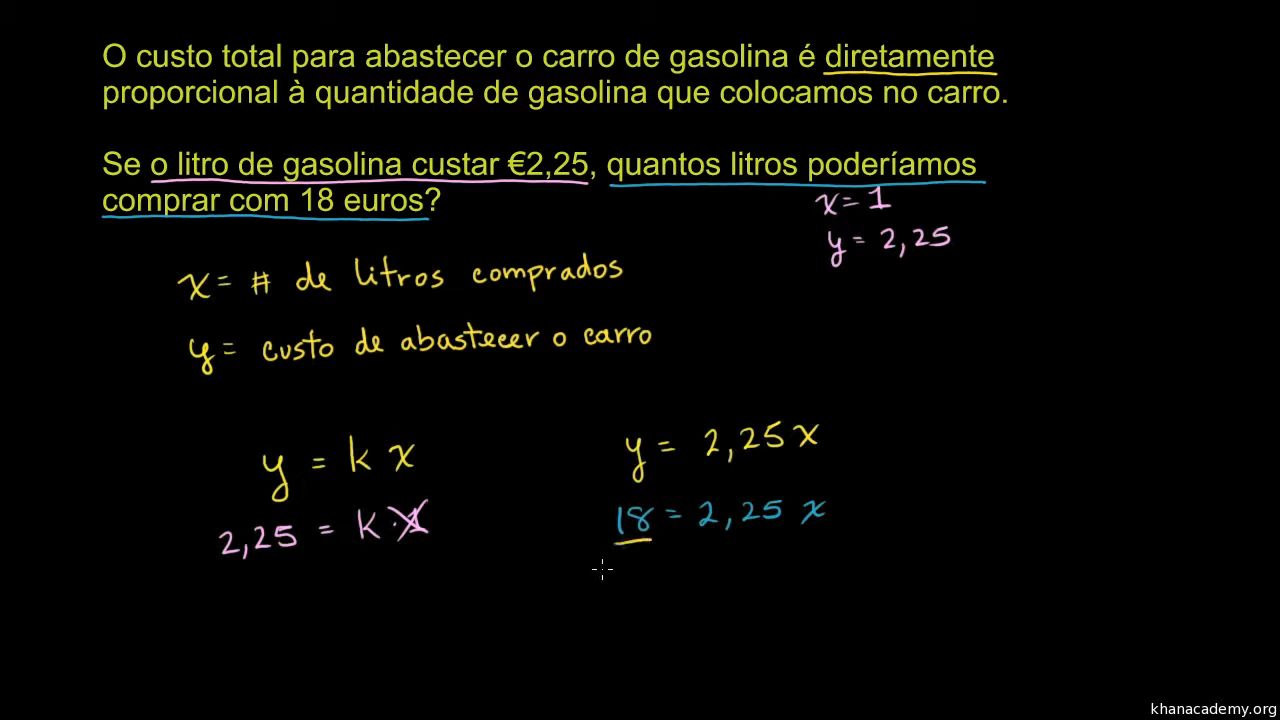 O custo total para abastecer o carro de gasolina é diretamente
proporcional à quantidade de gasolina que colocamos no carro.
Se o litro de gasolina custar €2,25, quantos litros poderíamos
comprar com 18 euros?
x = 1
y = 2,25
x = # de litros comprados
y = custo de abastecer o carro
y = k x
2,25 = k · 1
y = 2,25 x
18 = 2,25 x
khanacademy.org